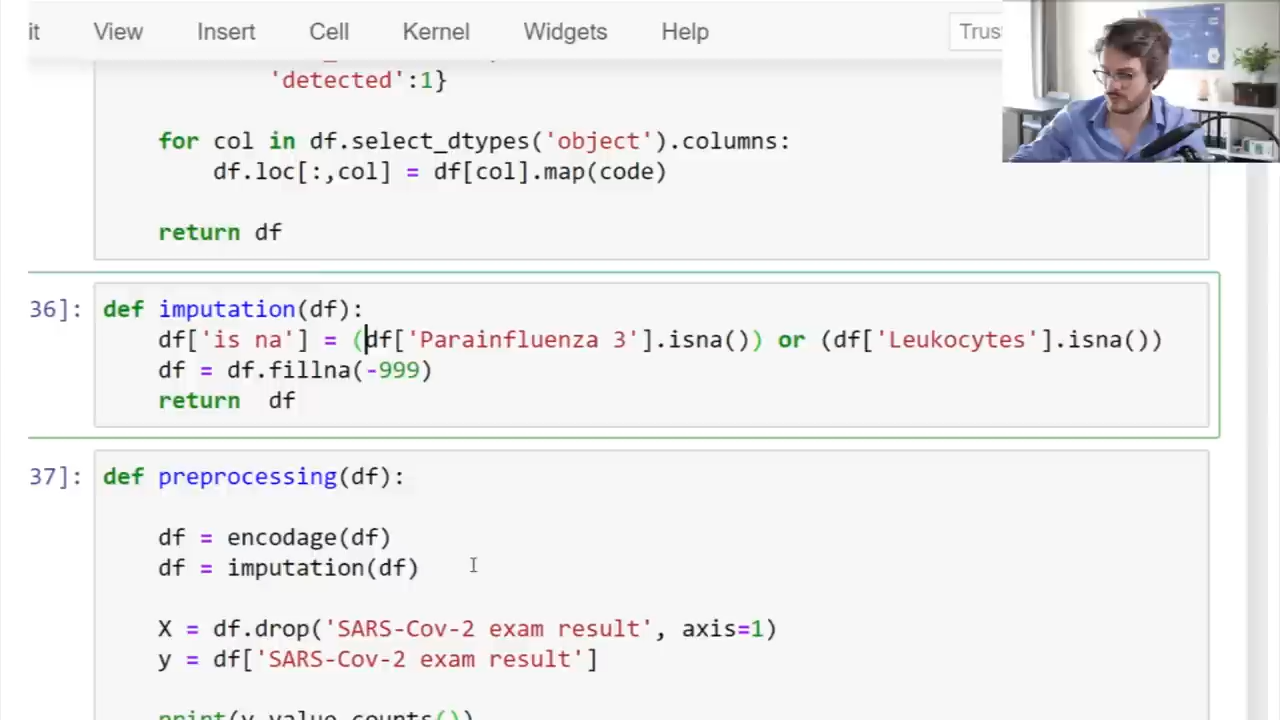 it View Insert Cell Kernel Widgets Help Trus
'detected':1}
for col in df.select_dtypes('object').columns:
df.loc[:,col] = df[col].map(code)
return df
36]: def imputation(df):
df['is na'] = (df['Parainfluenza 3'].isna()) or (df['Leukocytes'].isna())
df = df.fillna(-999)
return  df
37]: def preprocessing(df):
df = encodage(df)
df = imputation(df)
X = df.drop('SARS-Cov-2 exam result', axis=1)
y = df['SARS-Cov-2 exam result']
print(y.value_counts())